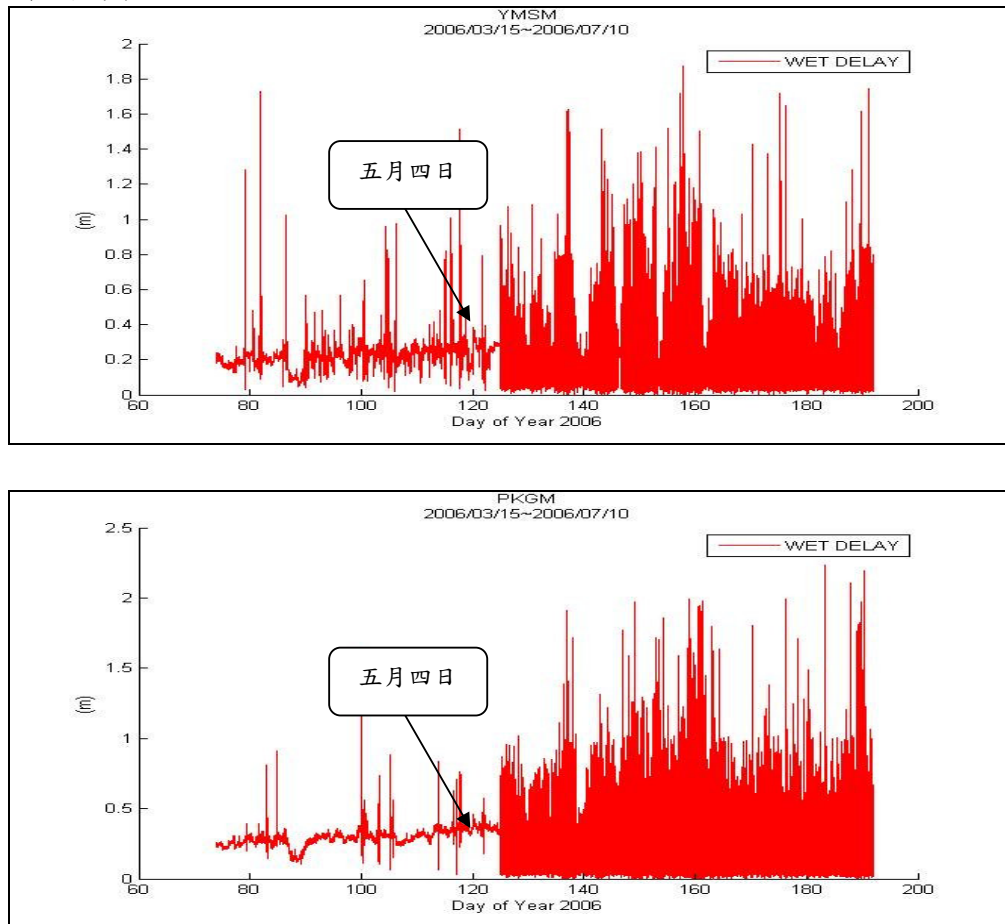 YMSM
2006/03/15~2006/07/10
2
1.8
1.6
1.4
1.2
1
0.8
0.6
0.4
0.2
0
(m)
WET DELAY
五月四日
60 80 100 120 140 160 180 200
Day of Year 2006
PKGM
2006/03/15~2006/07/10
2.5
2
1.5
1
0.5
0
(m)
WET DELAY
五月四日
60 80 100 120 140 160 180 200
Day of Year 2006